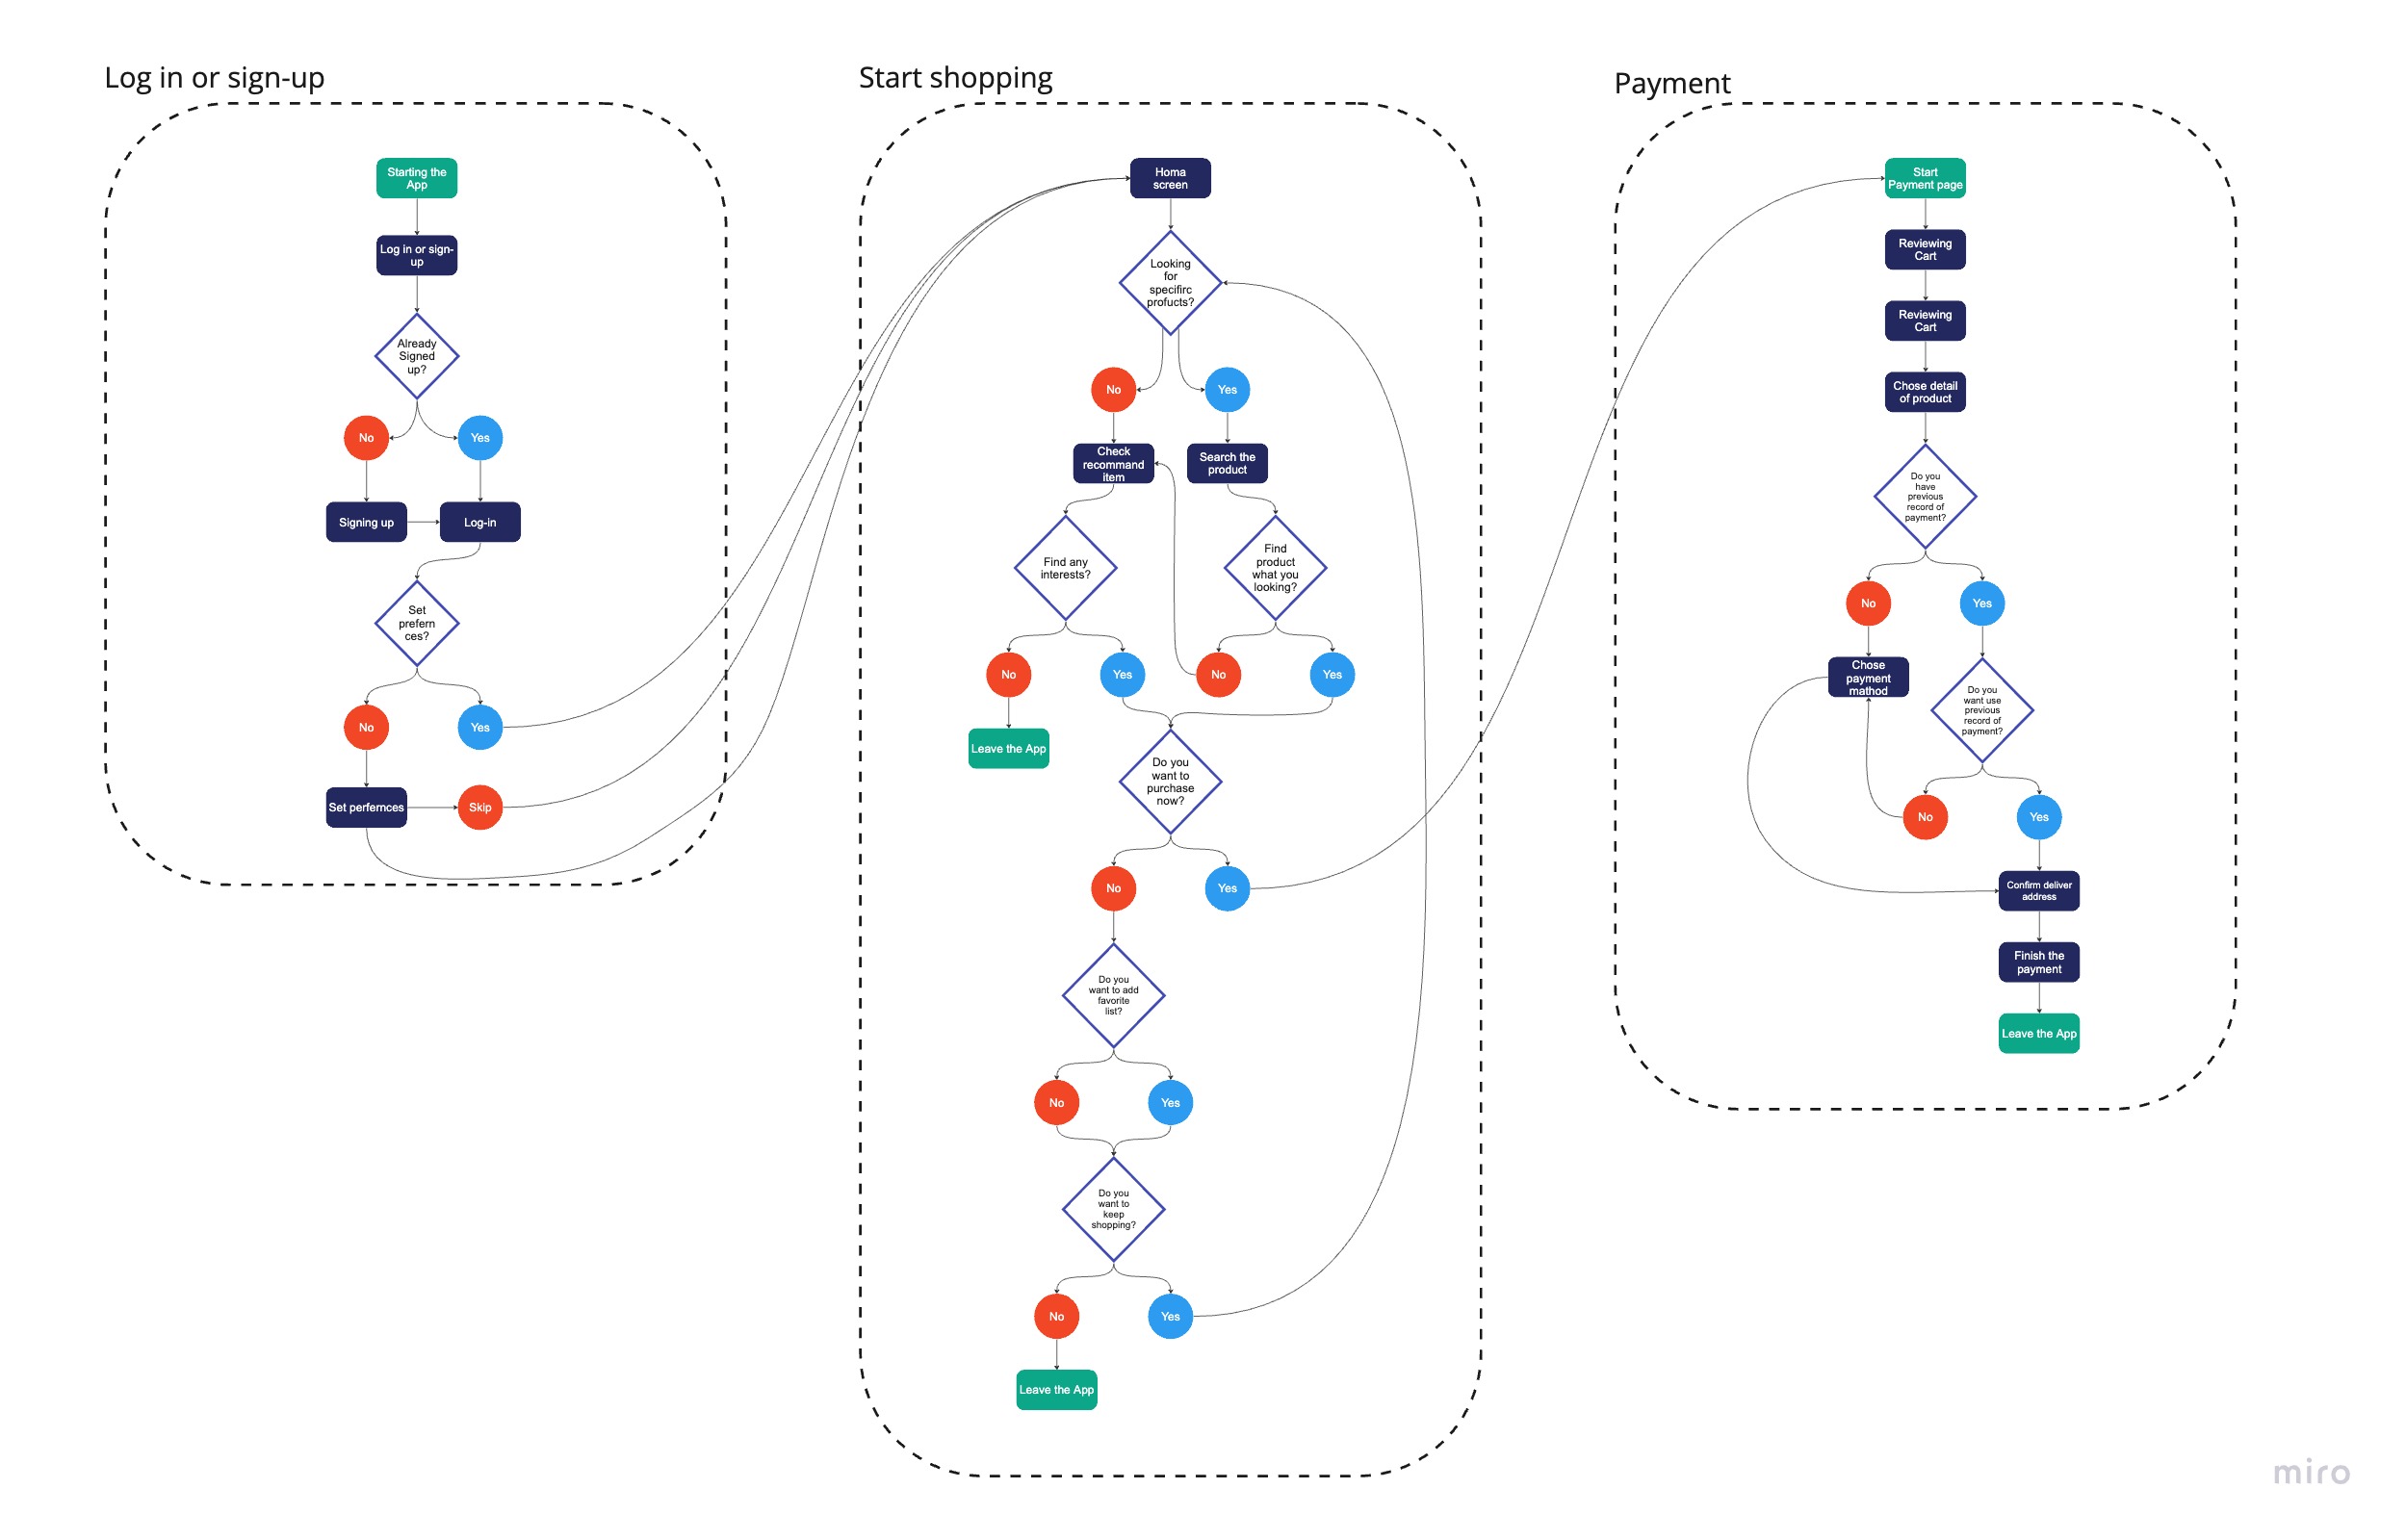 Log in or sign-up
Starting the
App
Log in or sign-
up
Already
Signed
up?
No
Yes
Signing up
Log-in
Set
prefern
ces?
No
Yes
Set perfernces
Skip
Start shopping
Homa
screen
Looking
for
specifirc
profucts?
No
Yes
Check
recommand
item
Search the
product
Find any
interests?
Find
product
what you
looking?
No
Yes
No
Yes
Leave the App
Do you
want to
purchase
now?
No
Yes
Do you
want to add
favorite
list?
No
Yes
Do you
want to
keep
shopping?
No
Yes
Leave the App
Payment
Start
Payment page
Reviewing
Cart
Reviewing
Cart
Chose detail
of product
Do you
have
previous
record of
payment?
No
Yes
Chose
payment
mathod
Do you
want use
previous
record of
payment?
No
Yes
Confirm deliver
address
Finish the
payment
Leave the App
miro